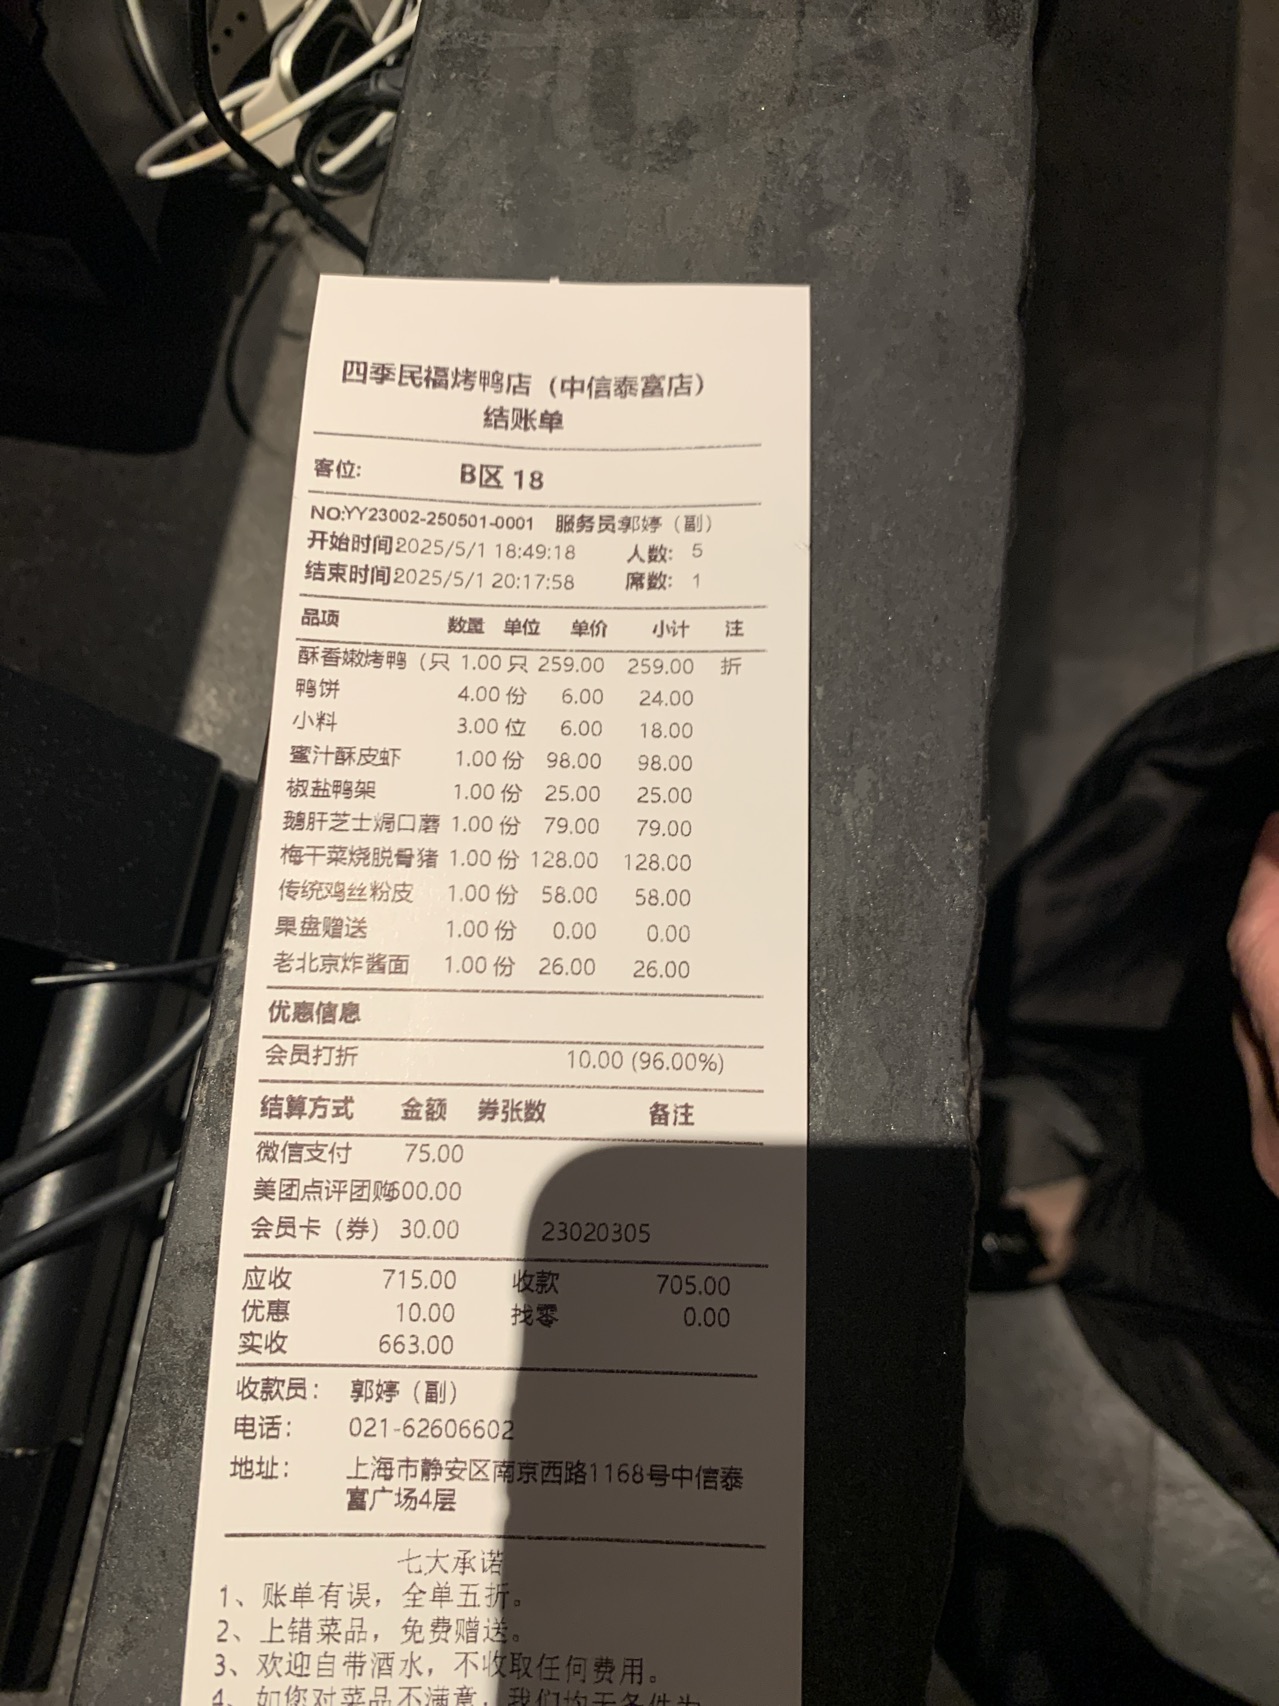 四季民福烤鸭店（中信泰富店）
结账单
客位: B区 18
NO:YY23002-250501-0001 服务员郭婷（副）
开始时间2025/5/1 18:49:18 人数: 5
结束时间2025/5/1 20:17:58 席数: 1
品项 数量 单位 单价 小计 注
酥香嫩烤鸭（只 1.00 只 259.00 259.00 折
鸭饼 4.00 份 6.00 24.00
小料 3.00 位 6.00 18.00
蜜汁酥皮虾 1.00 份 98.00 98.00
椒盐鸭架 1.00 份 25.00 25.00
鹅肝芝士焗口蘑 1.00 份 79.00 79.00
梅干菜烧脱骨猪 1.00 份 128.00 128.00
传统鸡丝粉皮 1.00 份 58.00 58.00
果盘赠送 1.00 份 0.00 0.00
老北京炸酱面 1.00 份 26.00 26.00
优惠信息
会员打折 10.00 (96.00%)
结算方式 金额 券张数 备注
微信支付 75.00
美团点评团购600.00
会员卡（券） 30.00 23020305
应收 715.00 收款 705.00
优惠 10.00 找零 0.00
实收 663.00
收款员: 郭婷（副）
电话: 021-62606602
地址: 上海市静安区南京西路1168号中信泰
富广场4层
七大承诺
1、账单有误，全单五折。
2、上错菜品，免费赠送。
3、欢迎自带酒水，不收取任何费用。
4、如您对菜品不满意，我们均无条件为